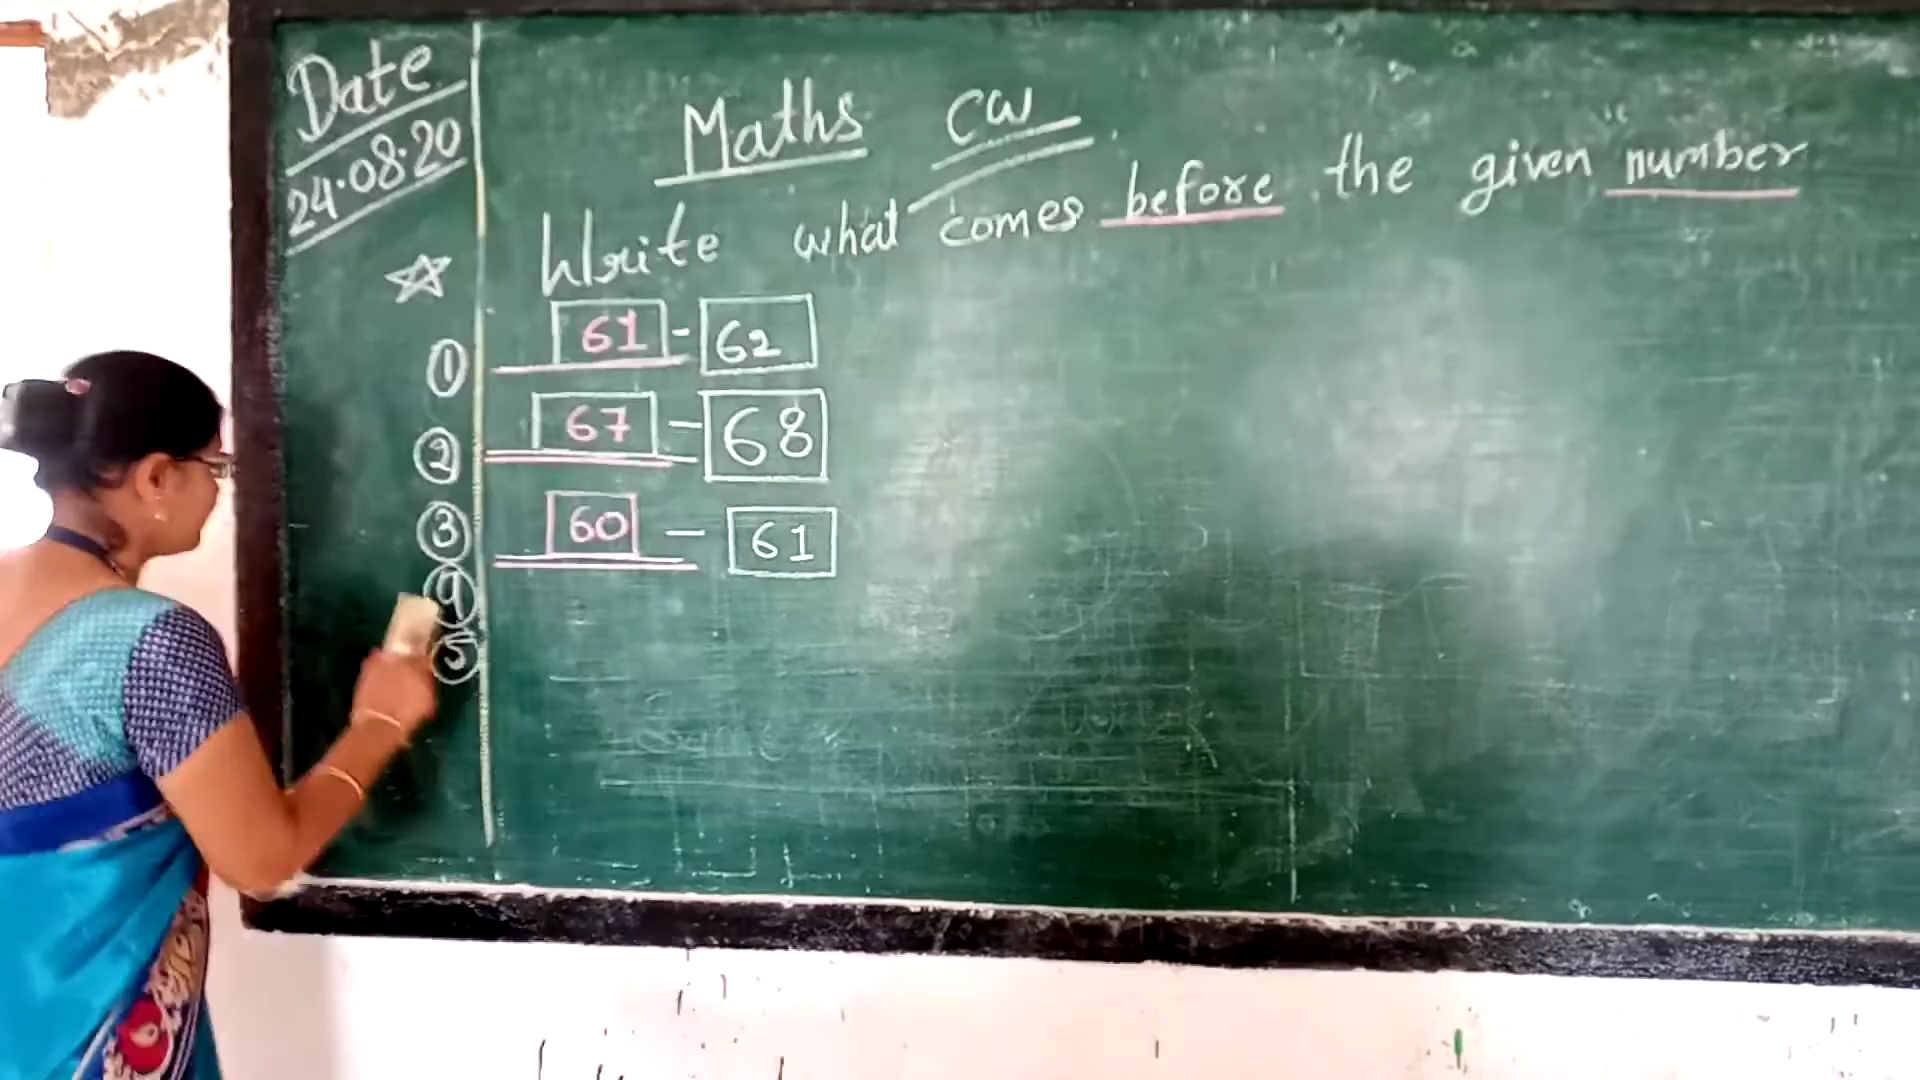 Date
24.08.20
Maths CW
Write what comes before the given number
① 61 - 62
② 67 - 68
③ 60 - 61
④
⑤